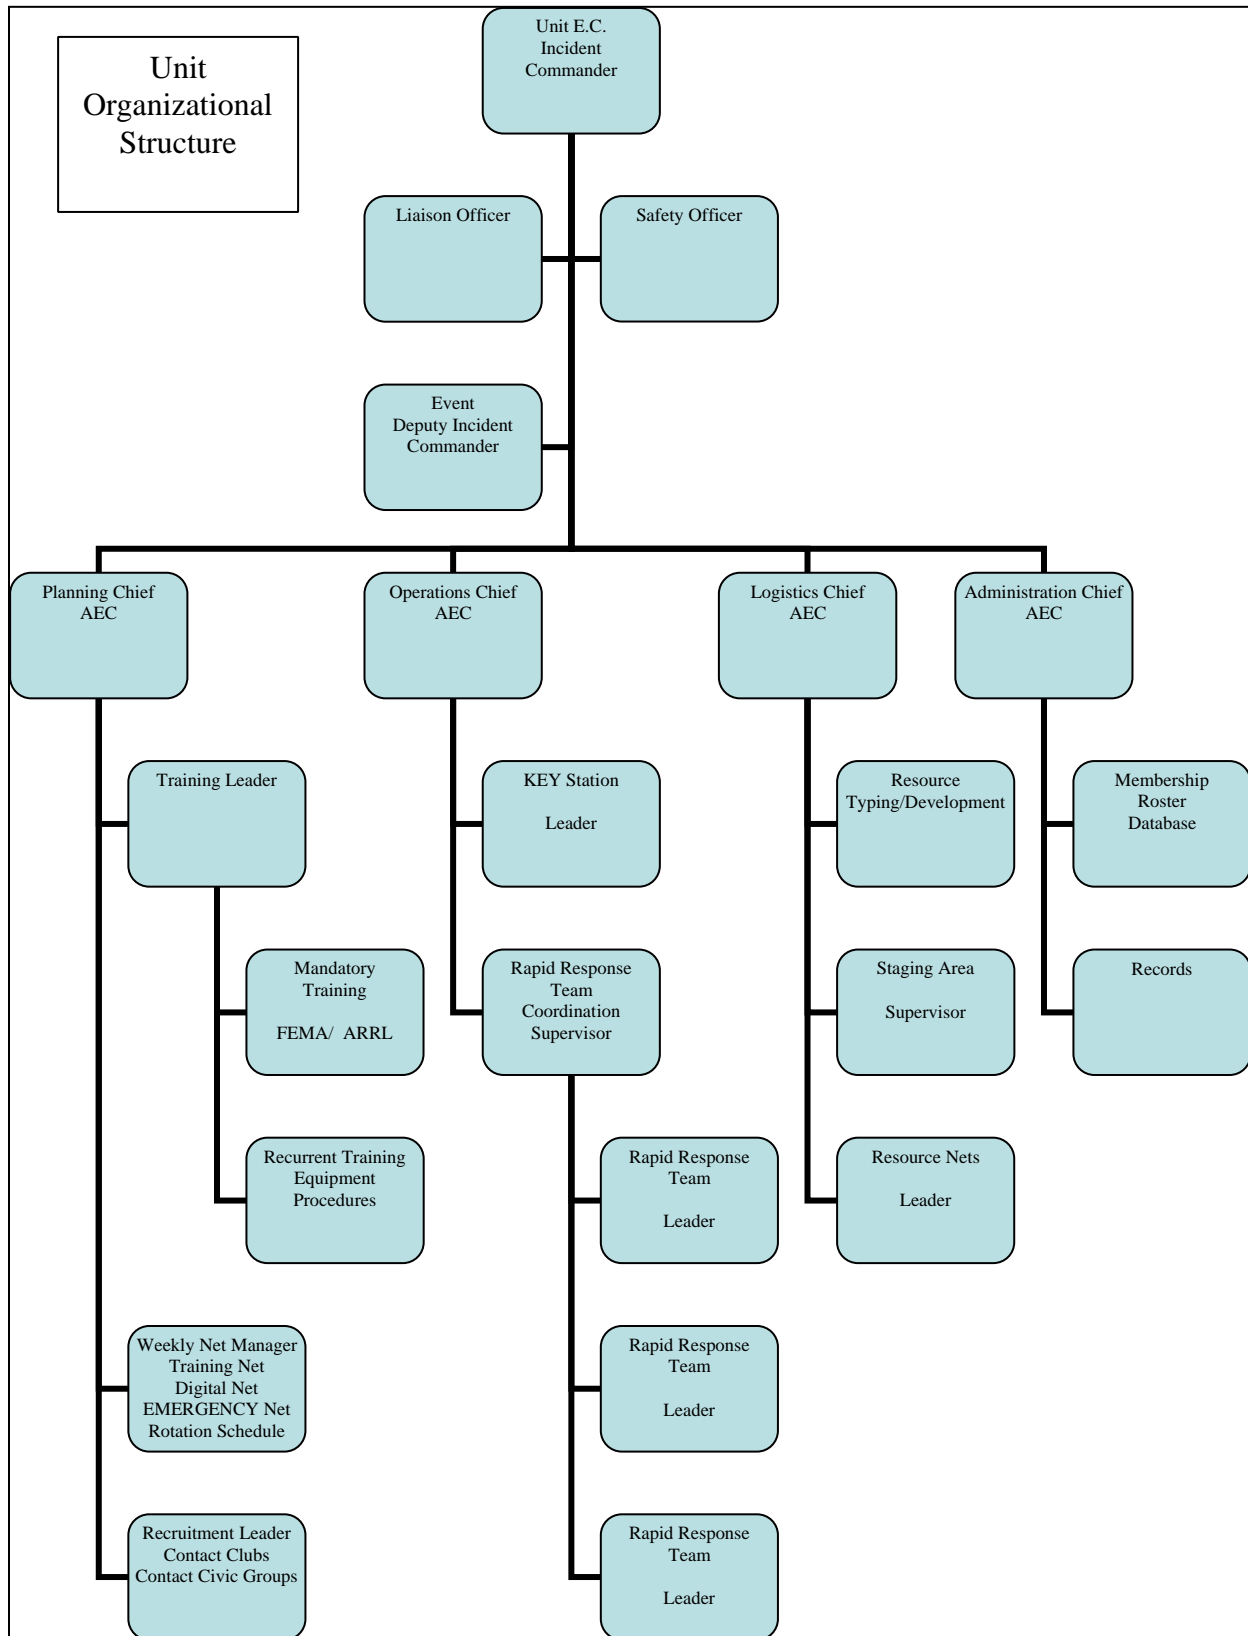 Unit
Organizational
Structure
Unit E.C.
Incident
Commander
Liaison Officer
Safety Officer
Event
Deputy Incident
Commander
Planning Chief
AEC
Operations Chief
AEC
Logistics Chief
AEC
Administration Chief
AEC
Training Leader
KEY Station
Leader
Resource
Typing/Development
Membership
Roster
Database
Mandatory
Training
FEMA/ ARRL
Rapid Response
Team
Coordination
Supervisor
Staging Area
Supervisor
Records
Recurrent Training
Equipment
Procedures
Rapid Response
Team
Leader
Resource Nets
Leader
Weekly Net Manager
Training Net
Digital Net
EMERGENCY Net
Rotation Schedule
Rapid Response
Team
Leader
Recruitment Leader
Contact Clubs
Contact Civic Groups
Rapid Response
Team
Leader